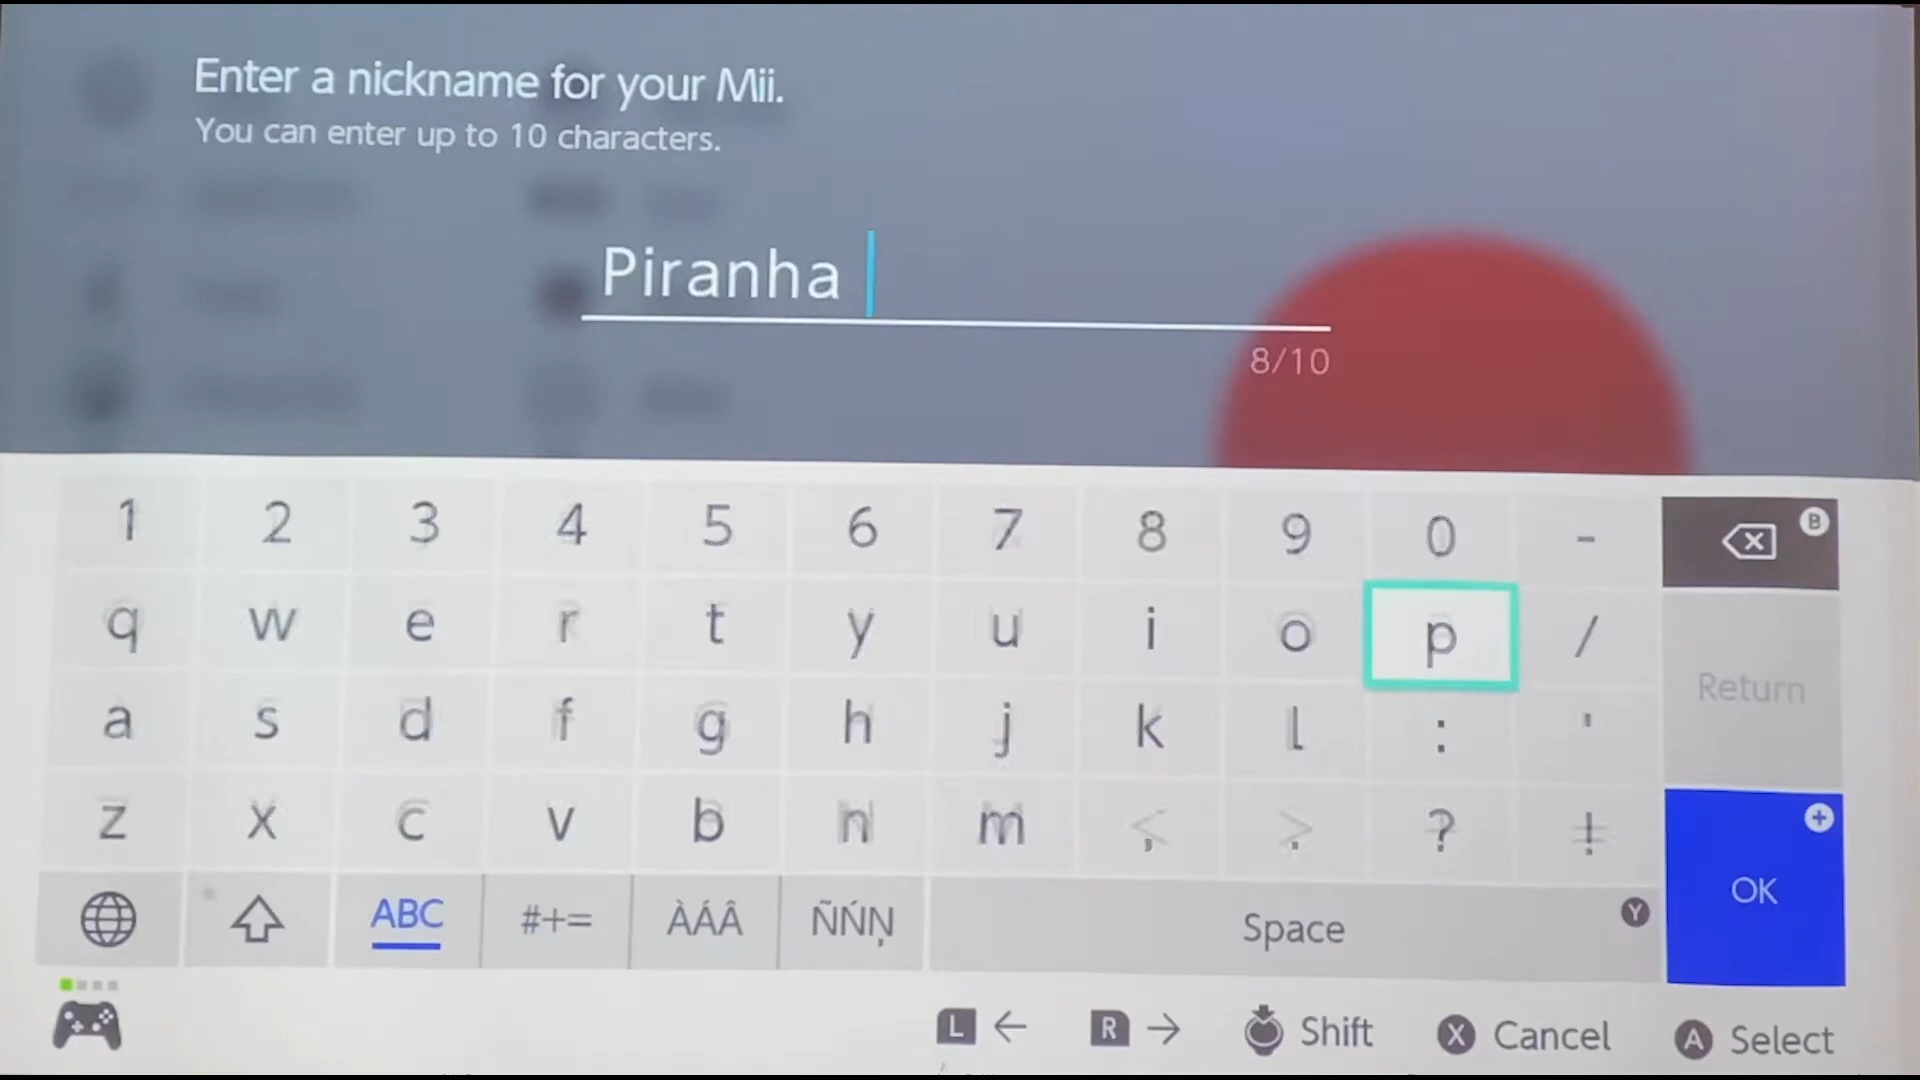 Enter a nickname for your Mii.
You can enter up to 10 characters.
Piranha
8/10
1 2 3 4 5 6 7 8 9 0 - B
q w e r t y u i o p /
Return
a s d f g h j k l : '
z x c v b n m < , > . ? ! +
OK
ABC #+= ÀÁÂ ÑŃŅ Space Y
L ← R → Shift X Cancel A Select